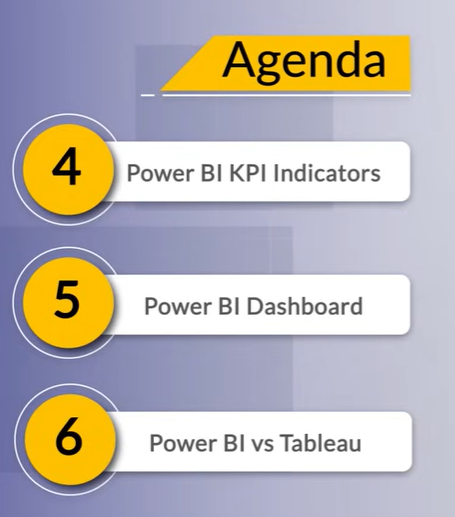 Agenda
4
Power BI KPI Indicators
5
Power BI Dashboard
6
Power BI vs Tableau